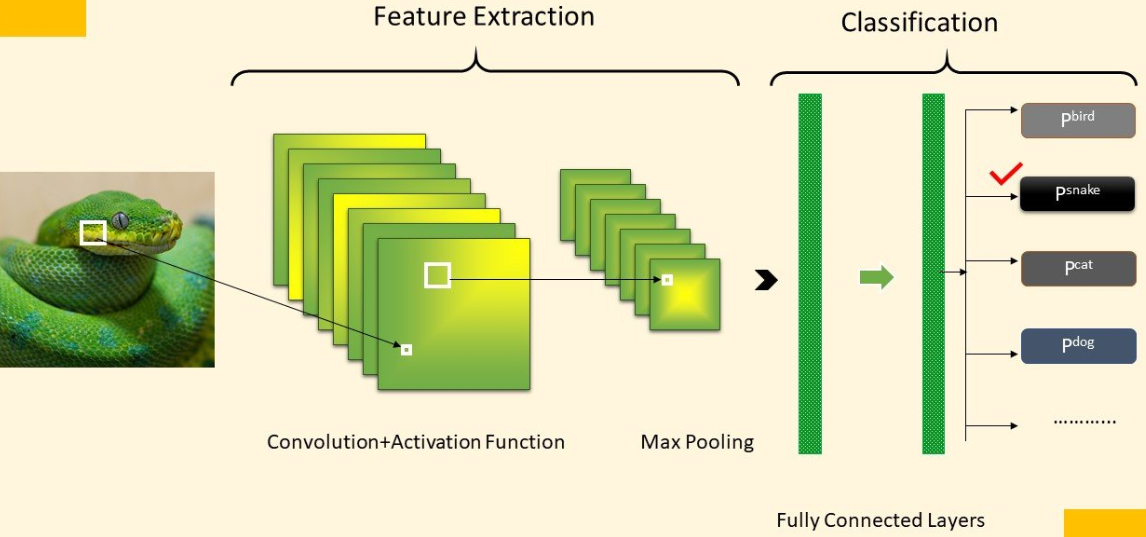 Feature Extraction
Classification
Pbird
Psnake
Pcat
Pdog
............
Convolution+Activation Function
Max Pooling
Fully Connected Layers